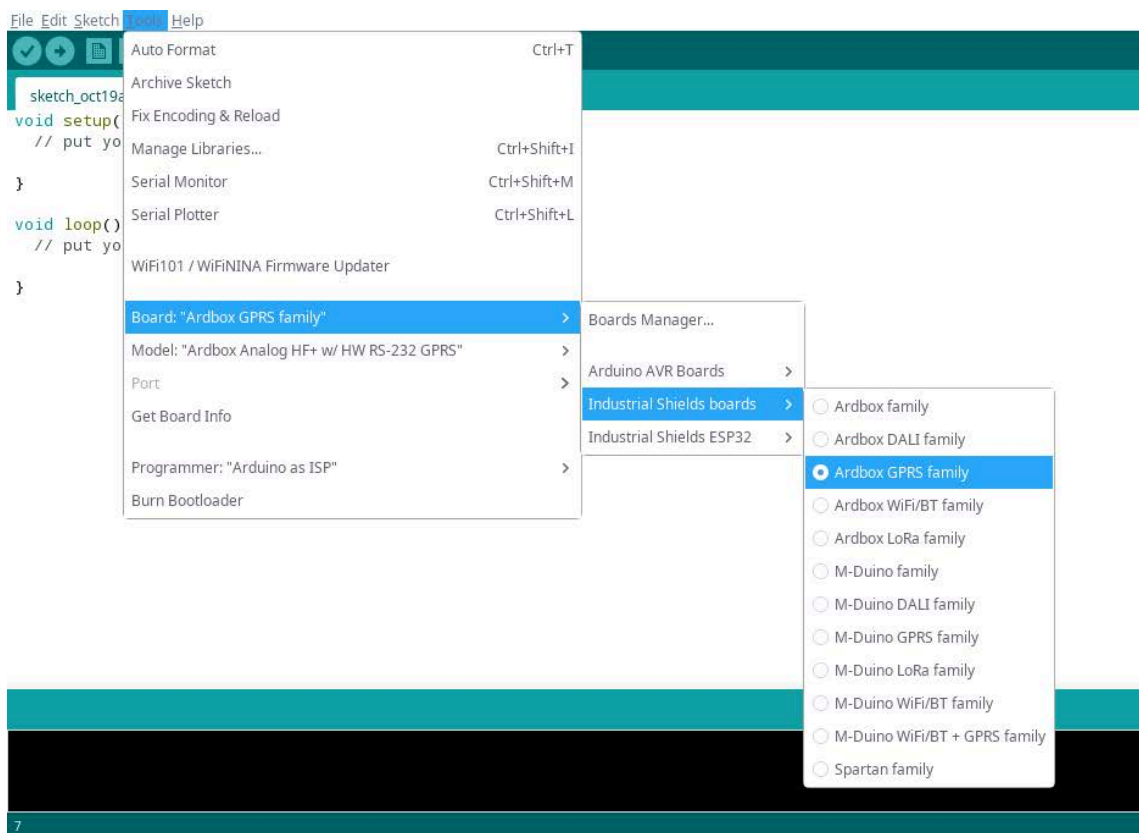 File Edit Sketch Tools Help
Auto Format Ctrl+T
Archive Sketch
sketch_oct19a
Fix Encoding & Reload
void setup(
// put yo
Manage Libraries... Ctrl+Shift+I
Serial Monitor Ctrl+Shift+M
}
Serial Plotter Ctrl+Shift+L
void loop()
// put yo
WiFi101 / WiFiNINA Firmware Updater
}
Board: "Ardbox GPRS family"
Model: "Ardbox Analog HF+ w/ HW RS-232 GPRS"
Port
Get Board Info
Programmer: "Arduino as ISP"
Burn Bootloader
Boards Manager...
Arduino AVR Boards
Industrial Shields boards
Industrial Shields ESP32
Ardbox family
Ardbox DALI family
Ardbox GPRS family
Ardbox WiFi/BT family
Ardbox LoRa family
M-Duino family
M-Duino DALI family
M-Duino GPRS family
M-Duino LoRa family
M-Duino WiFi/BT family
M-Duino WiFi/BT + GPRS family
Spartan family
7